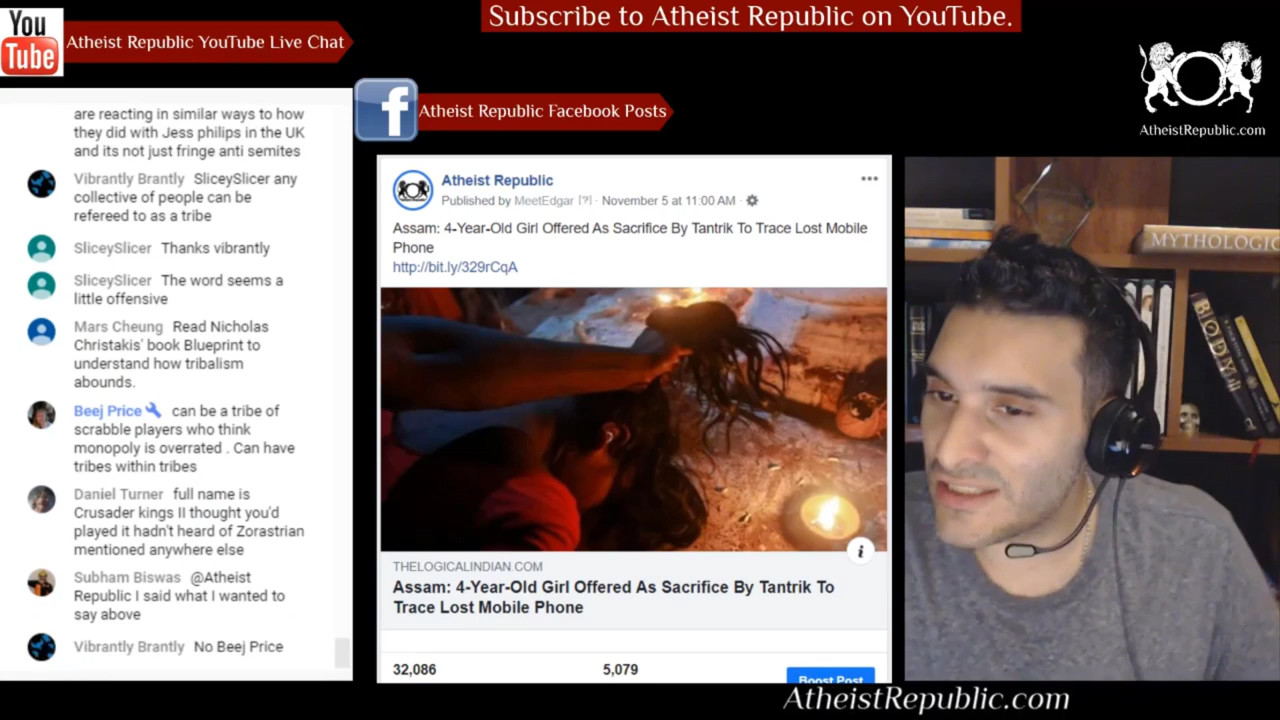 You
Tube
Atheist Republic YouTube Live Chat
Subscribe to Atheist Republic on YouTube.
AtheistRepublic.com
f
Atheist Republic Facebook Posts
are reacting in similar ways to how
they did with Jess philips in the UK
and its not just fringe anti semites
Vibrantly Brantly SliceySlicer any
collective of people can be
refereed to as a tribe
SliceySlicer Thanks vibrantly
SliceySlicer The word seems a
little offensive
Mars Cheung Read Nicholas
Christakis' book Blueprint to
understand how tribalism
abounds.
Beej Price can be a tribe of
scrabble players who think
monopoly is overrated . Can have
tribes within tribes
Daniel Turner full name is
Crusader kings II thought you'd
played it hadn't heard of Zorastrian
mentioned anywhere else
Subham Biswas @Atheist
Republic I said what I wanted to
say above
Vibrantly Brantly No Beej Price
Atheist Republic
Published by MeetEdgar [?] · November 5 at 11:00 AM ·
Assam: 4-Year-Old Girl Offered As Sacrifice By Tantrik To Trace Lost Mobile
Phone
http://bit.ly/329rCqA
i
THELOGICALINDIAN.COM
Assam: 4-Year-Old Girl Offered As Sacrifice By Tantrik To
Trace Lost Mobile Phone
32,086 5,079
Boost Post
MYTHOLOGIC
AtheistRepublic.com